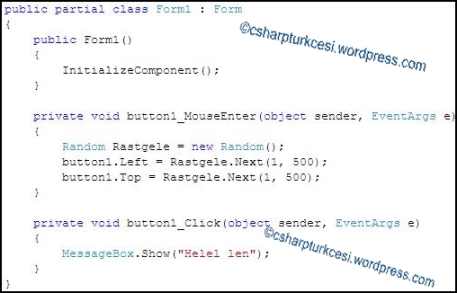 public partial class Form1 : Form
{
public Form1()
{
InitializeComponent();
}
private void button1_MouseEnter(object sender, EventArgs e)
{
Random Rastgele = new Random();
button1.Left = Rastgele.Next(1, 500);
button1.Top = Rastgele.Next(1, 500);
}
private void button1_Click(object sender, EventArgs e)
{
MessageBox.Show("Helel len");
}
}
©csharpturkcesi.wordpress.com
©csharpturkcesi.wordpress.com